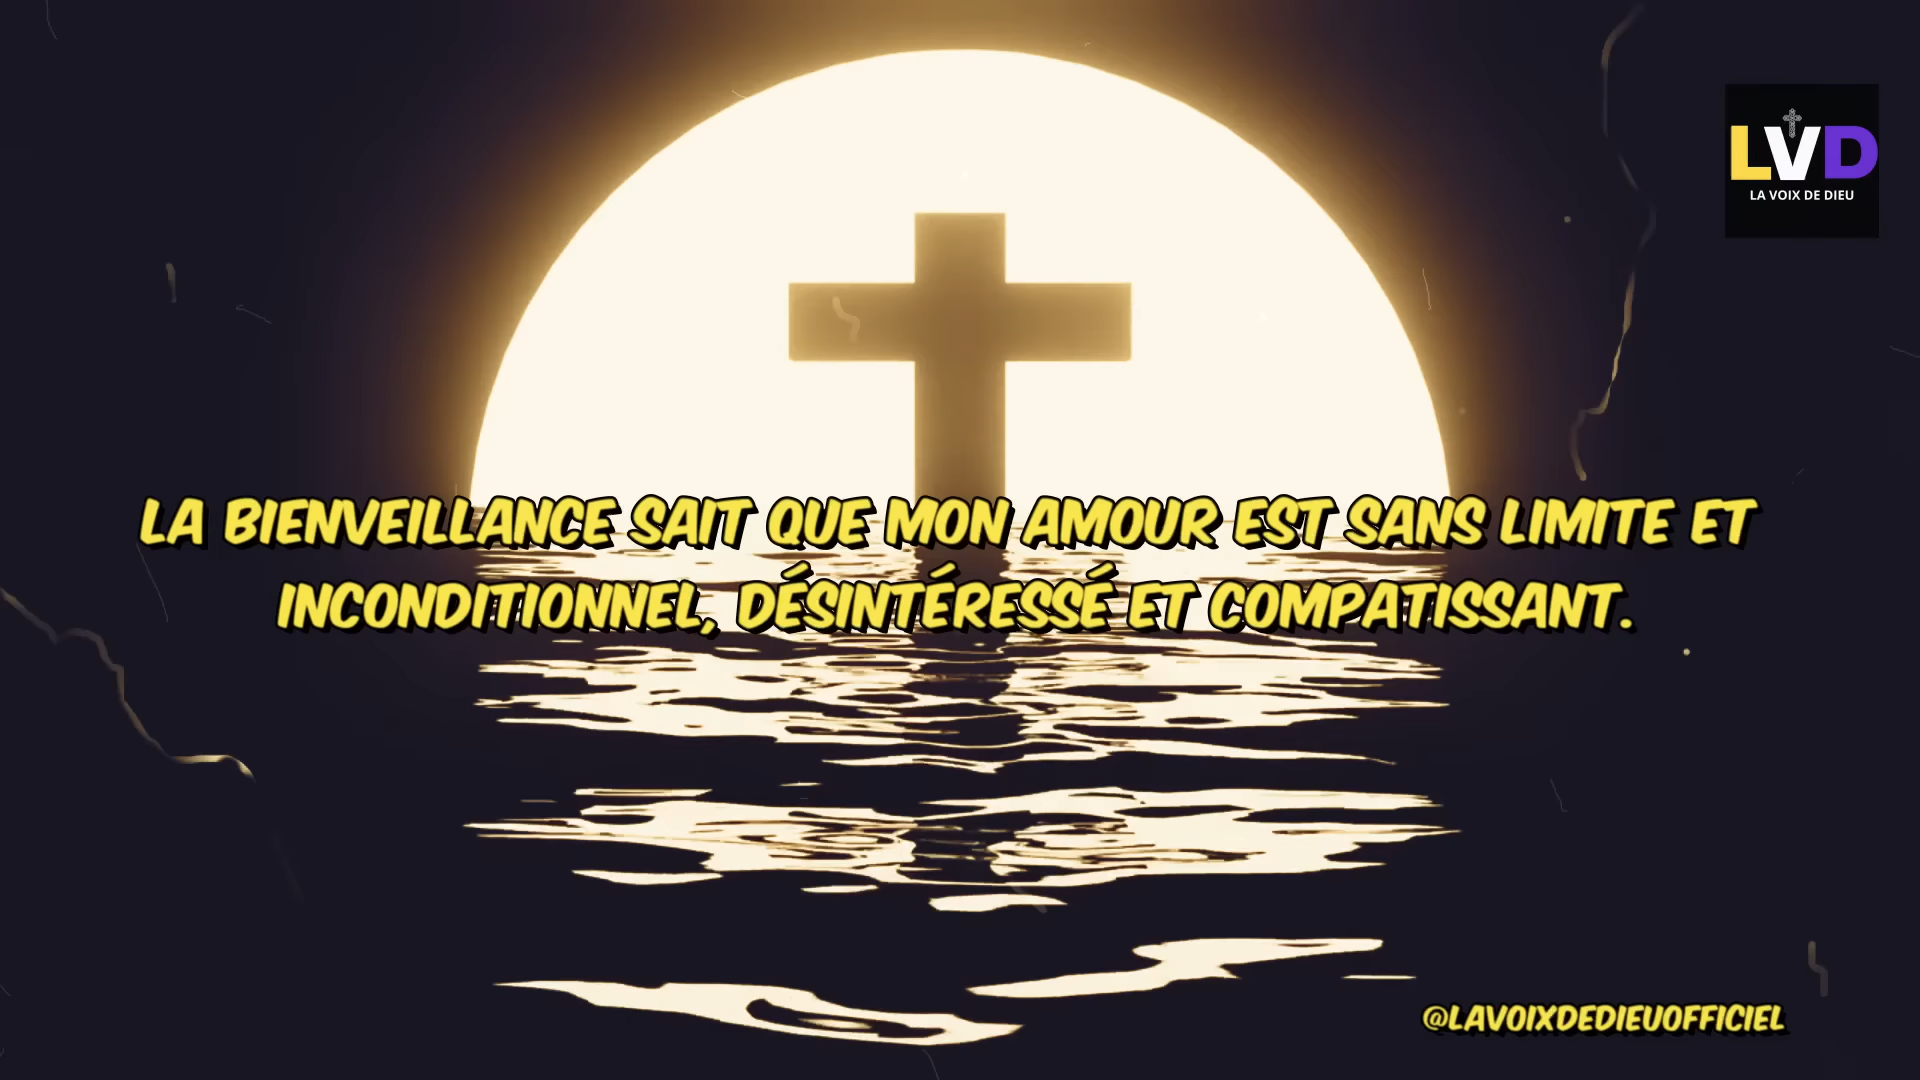 LVD
LA VOIX DE DIEU
LA BIENVEILLANCE SAIT QUE MON AMOUR EST SANS LIMITE ET
INCONDITIONNEL, DÉSINTÉRESSÉ ET COMPATISSANT.
@LAVOIXDEDIEUOFFICIEL